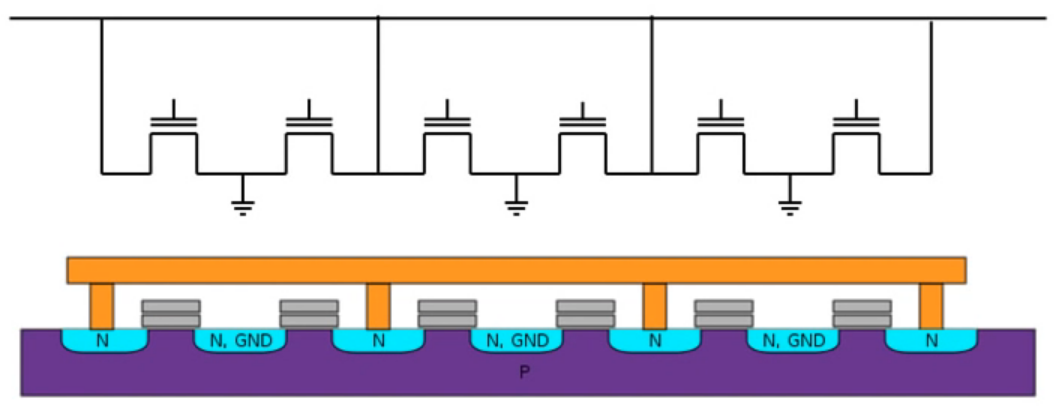 N N, GND N N, GND N N, GND N
P